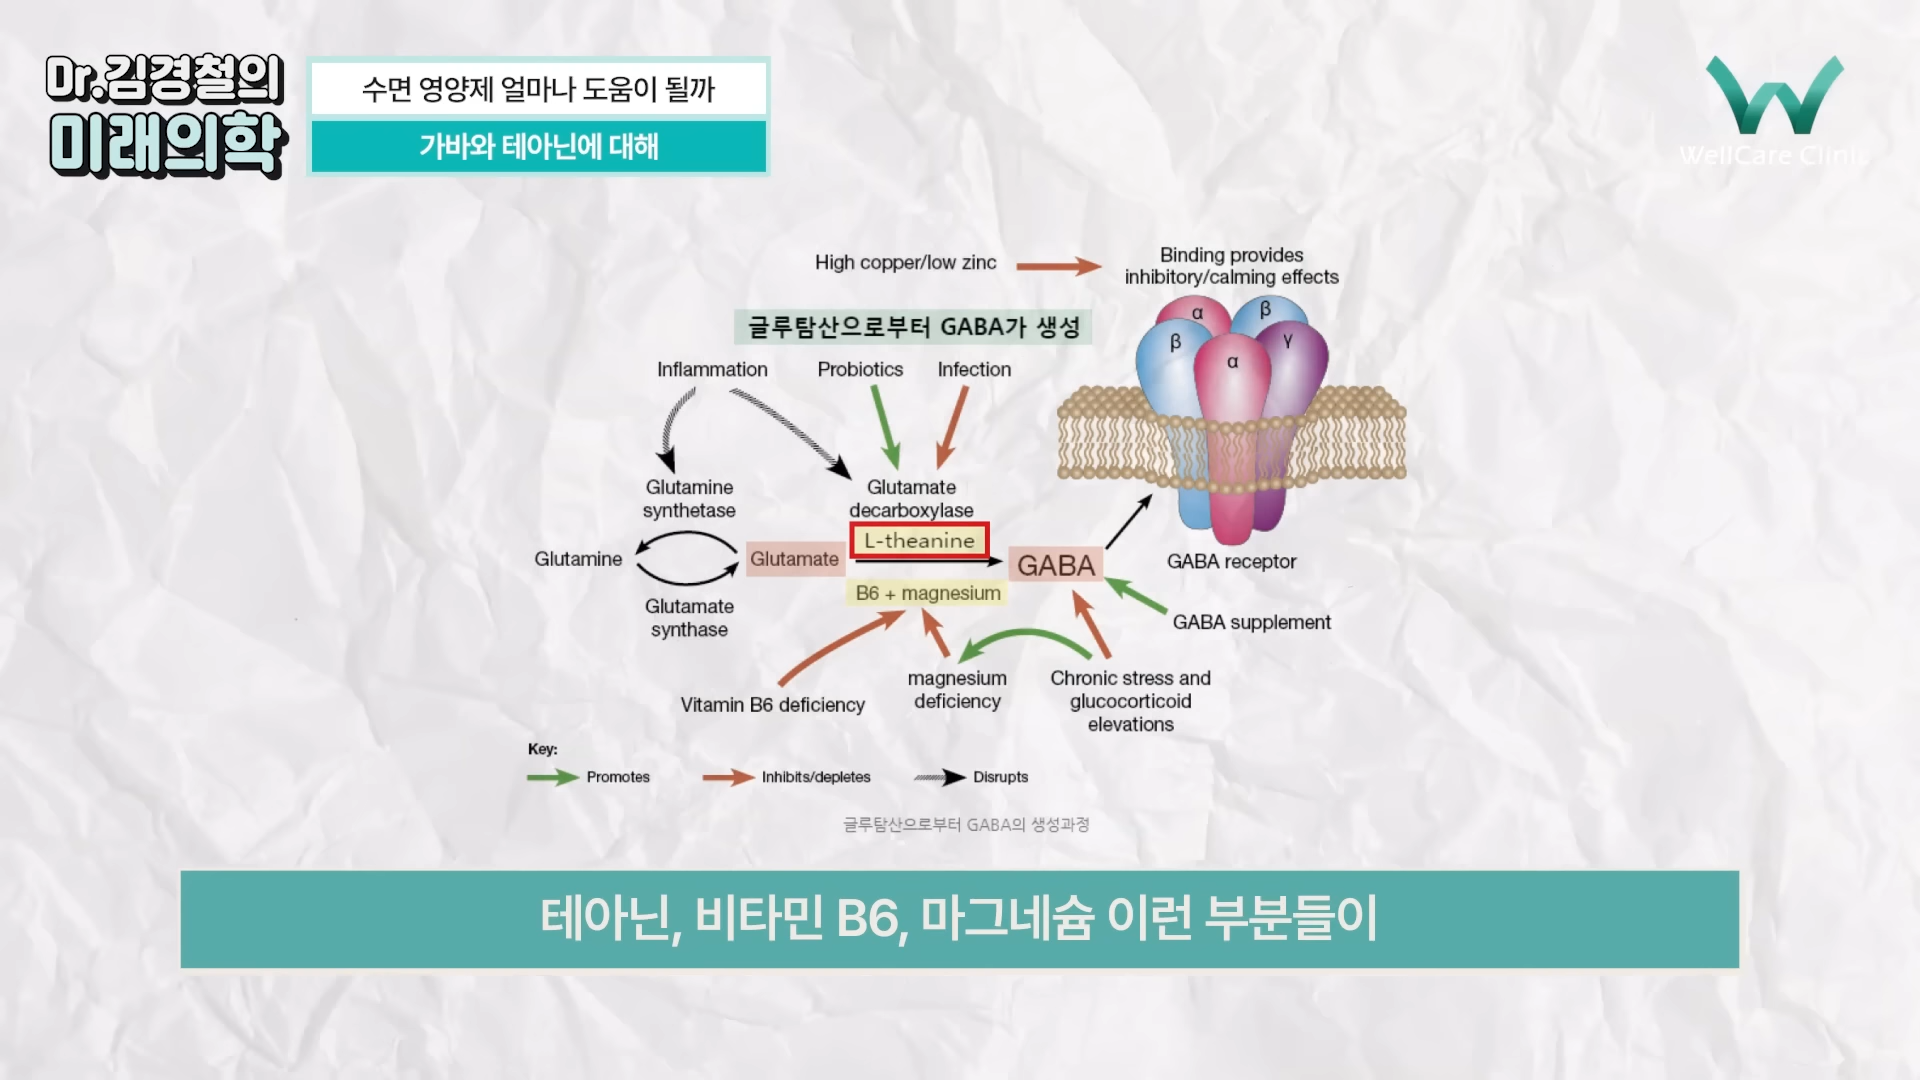 Dr.김경철의
미래의학
수면 영양제 얼마나 도움이 될까
가바와 테아닌에 대해
WellCare Clinic
High copper/low zinc
Binding provides
inhibitory/calming effects
글루탐산으로부터 GABA가 생성
α
β
β
γ
α
Inflammation
Probiotics
Infection
Glutamine
synthetase
Glutamate
decarboxylase
L-theanine
Glutamine
Glutamate
GABA
GABA receptor
B6 + magnesium
Glutamate
synthase
GABA supplement
Vitamin B6 deficiency
magnesium
deficiency
Chronic stress and
glucocorticoid
elevations
Key:
Promotes
Inhibits/depletes
Disrupts
글루탐산으로부터 GABA의 생성과정
테아닌, 비타민 B6, 마그네슘 이런 부분들이